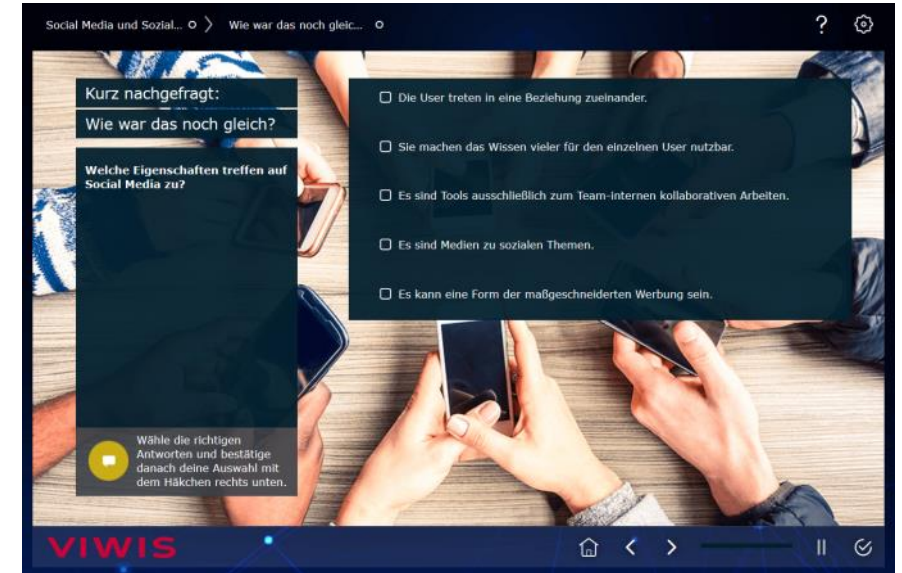 Social Media und Sozial...
Wie war das noch gleic...
?
Kurz nachgefragt:
Wie war das noch gleich?
Welche Eigenschaften treffen auf
Social Media zu?
Die User treten in eine Beziehung zueinander.
Sie machen das Wissen vieler für den einzelnen User nutzbar.
Es sind Tools ausschließlich zum Team-internen kollaborativen Arbeiten.
Es sind Medien zu sozialen Themen.
Es kann eine Form der maßgeschneiderten Werbung sein.
Wähle die richtigen
Antworten und bestätige
danach deine Auswahl mit
dem Häkchen rechts unten.
VIWIS